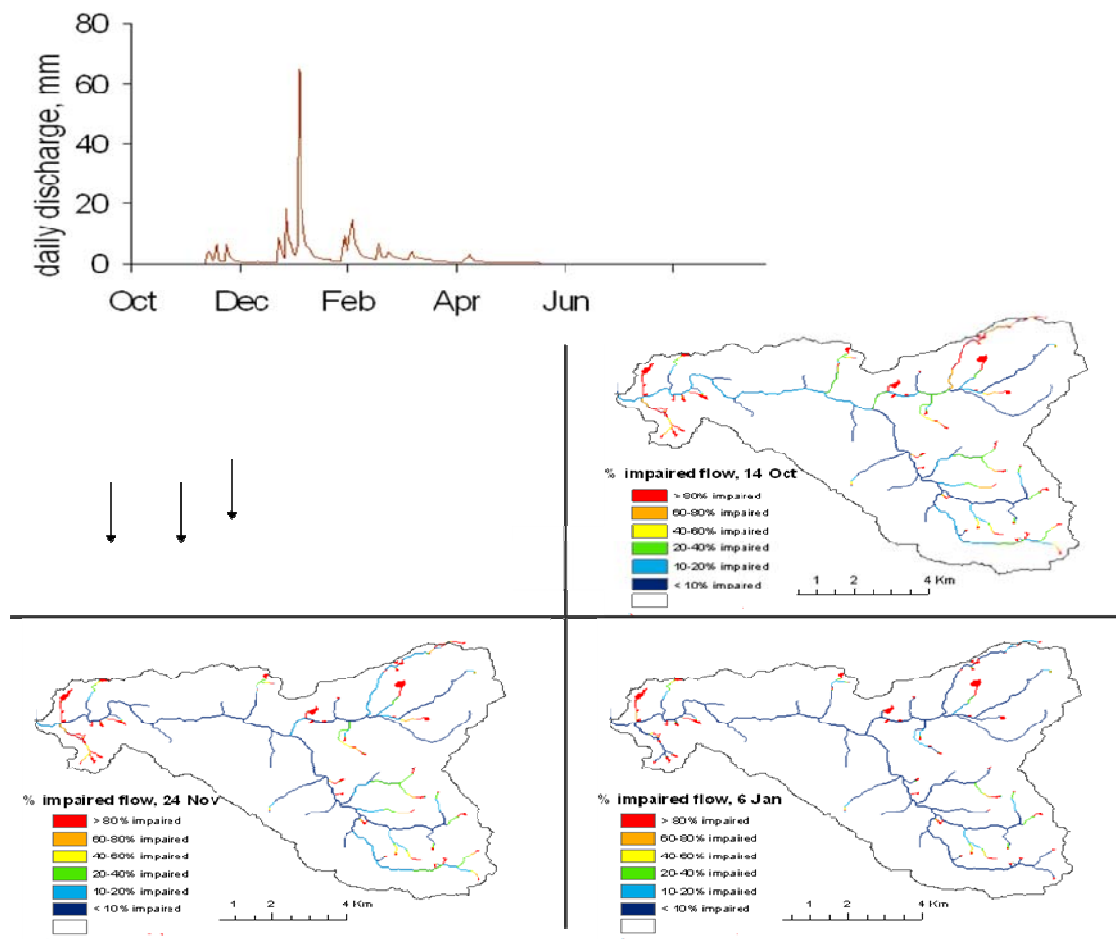 80
60
40
20
0
daily discharge, mm
Oct Dec Feb Apr Jun
% impaired flow, 14 Oct
> 80% impaired
60-80% impaired
40-60% impaired
20-40% impaired
10-20% impaired
< 10% impaired
1 2 4 Km
% impaired flow, 24 Nov
> 80% impaired
60-80% impaired
40-60% impaired
20-40% impaired
10-20% impaired
< 10% impaired
1 2 4 Km
% impaired flow, 6 Jan
> 80% impaired
60-80% impaired
40-60% impaired
20-40% impaired
10-20% impaired
< 10% impaired
1 2 4 Km